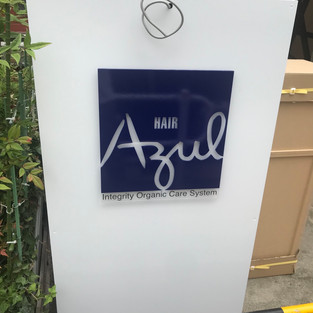 HAIR
Azul
Integrity Organic Care System